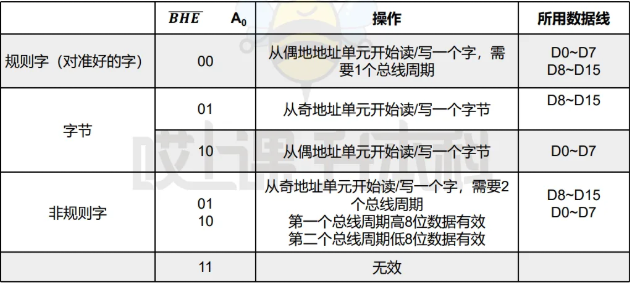 BHE A0 操作 所用数据线
规则字（对准好的字） 00 从偶地地址单元开始读/写一个字，需要1个总线周期 D0~D7
D8~D15
字节 01 从奇地址单元开始读/写一个字节 D8~D15
10 从偶地址单元开始读/写一个字节 D0~D7
非规则字 01
10 从奇地址单元开始读/写一个字，需要2个总线周期
第一个总线周期高8位数据有效
第二个总线周期低8位数据有效 D8~D15
D0~D7
11 无效
哎上课 升本科